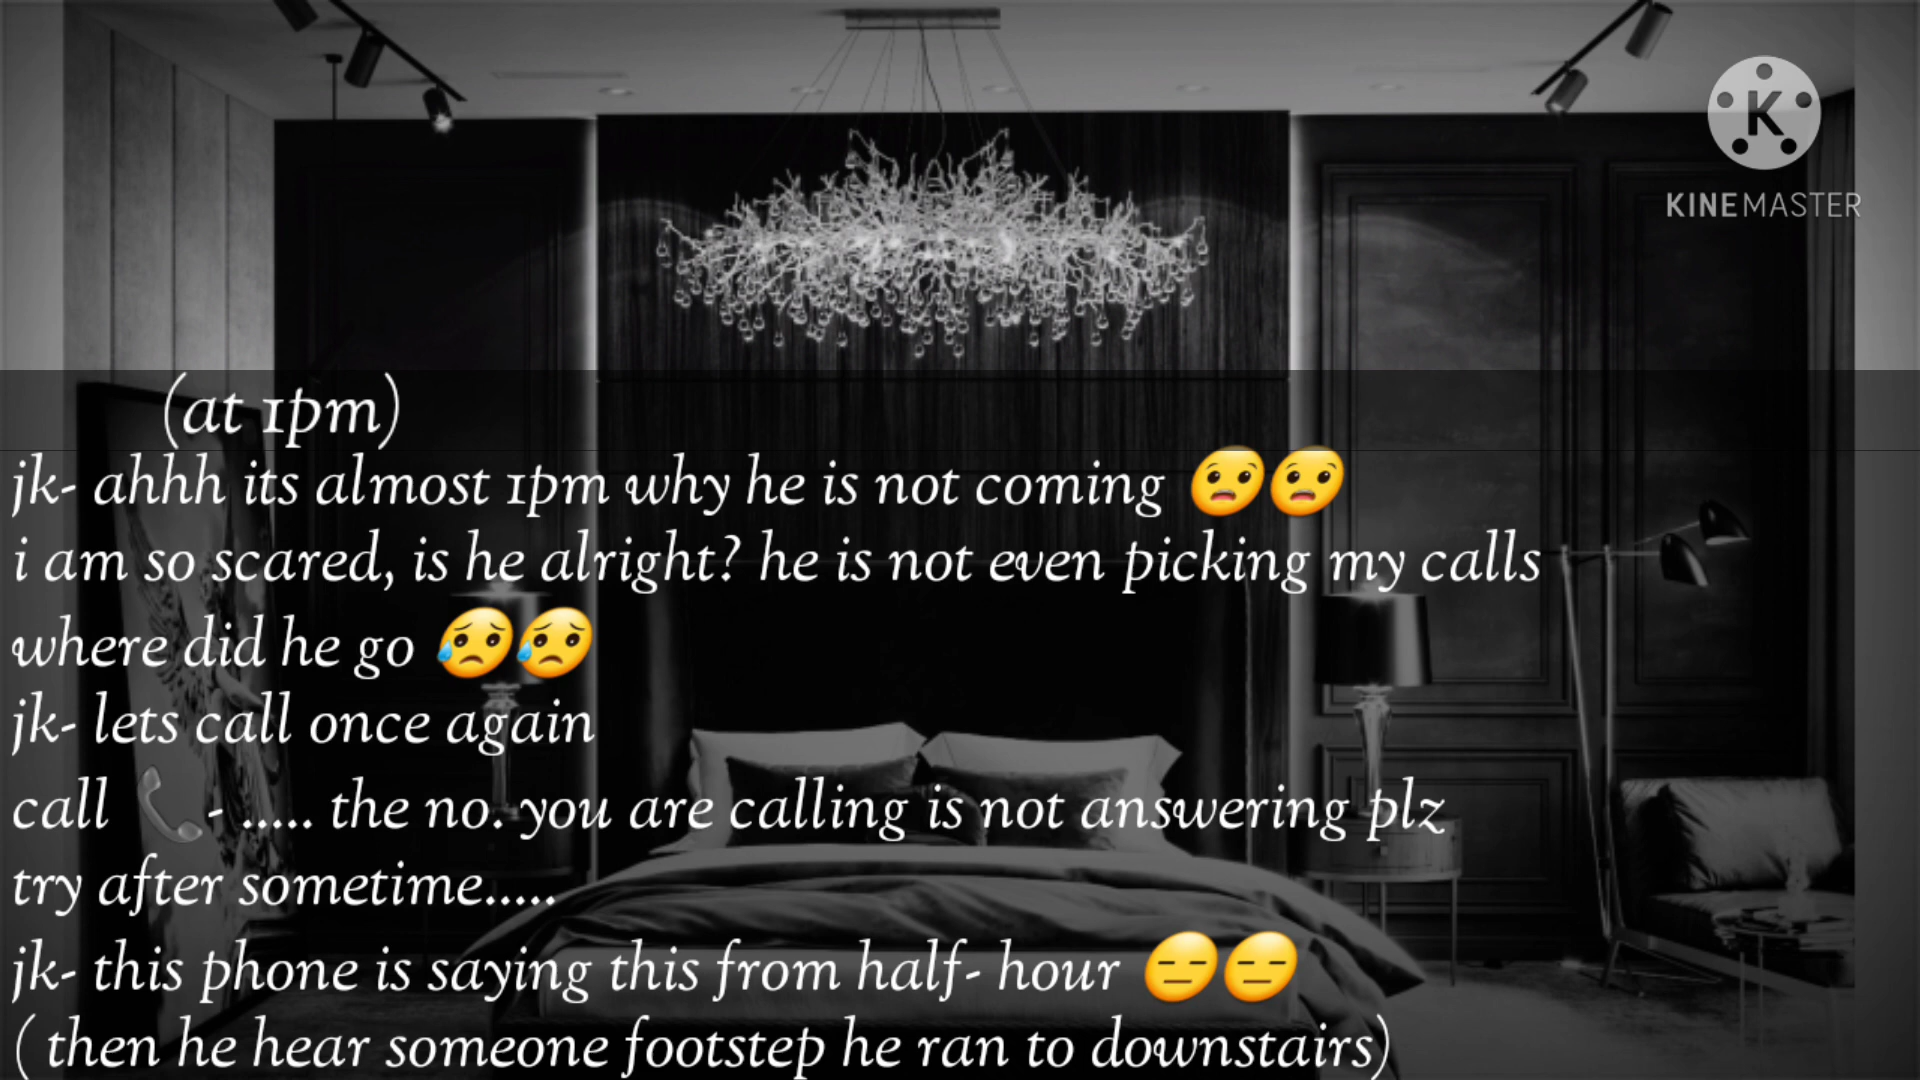 KINEMASTER
(at 1pm)
jk- ahhh its almost 1pm why he is not coming 😦😦
i am so scared, is he alright? he is not even picking my calls
where did he go 😥😥
jk- lets call once again
call 📞- ..... the no. you are calling is not answering plz
try after sometime.....
jk- this phone is saying this from half- hour 😑😑
( then he hear someone footstep he ran to downstairs)